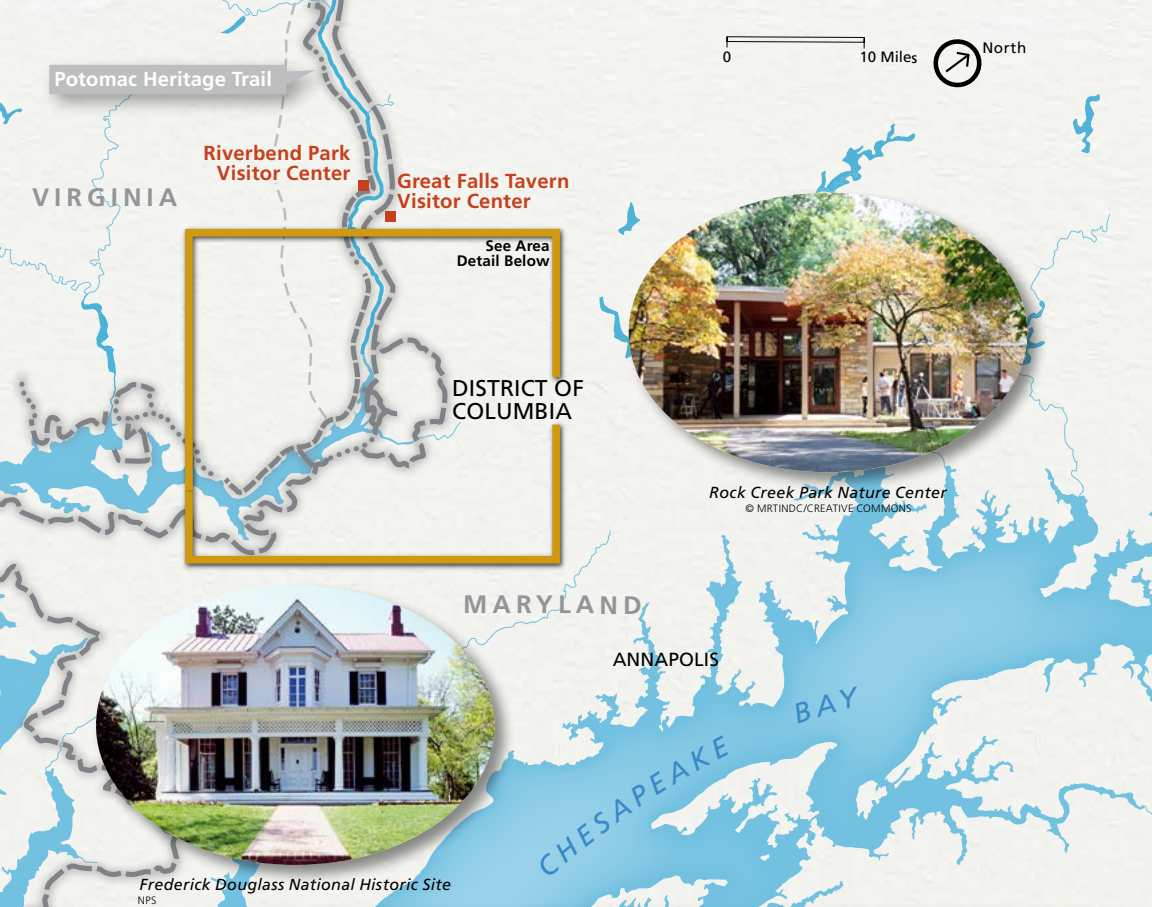 0
10 Miles
North
Potomac Heritage Trail
Riverbend Park
Visitor Center
Great Falls Tavern
Visitor Center
VIRGINIA
See Area
Detail Below
DISTRICT OF
COLUMBIA
Rock Creek Park Nature Center
© MRTINDC/CREATIVE COMMONS
MARYLAND
ANNAPOLIS
CHESAPEAKE BAY
Frederick Douglass National Historic Site
NPS